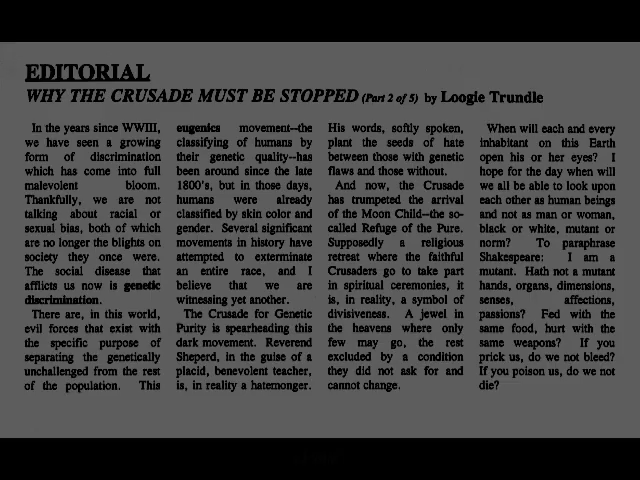 EDITORIAL
WHY THE CRUSADE MUST BE STOPPED (Part 2 of 5) by Loogie Trundle
In the years since WWIII,
we have seen a growing
form of discrimination
which has come into full
malevolent bloom.
Thankfully, we are not
talking about racial or
sexual bias, both of which
are no longer the blights on
society they once were.
The social disease that
afflicts us now is genetic
discrimination.
There are, in this world,
evil forces that exist with
the specific purpose of
separating the genetically
unchallenged from the rest
of the population. This
eugenics movement--the
classifying of humans by
their genetic quality--has
been around since the late
1800's, but in those days,
humans were already
classified by skin color and
gender. Several significant
movements in history have
attempted to exterminate
an entire race, and I
believe that we are
witnessing yet another.
The Crusade for Genetic
Purity is spearheading this
dark movement. Reverend
Sheperd, in the guise of a
placid, benevolent teacher,
is, in reality a hatemonger.
His words, softly spoken,
plant the seeds of hate
between those with genetic
flaws and those without.
And now, the Crusade
has trumpeted the arrival
of the Moon Child--the so-
called Refuge of the Pure.
Supposedly a religious
retreat where the faithful
Crusaders go to take part
in spiritual ceremonies, it
is, in reality, a symbol of
divisiveness. A jewel in
the heavens where only
few may go, the rest
excluded by a condition
they did not ask for and
cannot change.
When will each and every
inhabitant on this Earth
open his or her eyes? I
hope for the day when will
we all be able to look upon
each other as human beings
and not as man or woman,
black or white, mutant or
norm? To paraphrase
Shakespeare: I am a
mutant. Hath not a mutant
hands, organs, dimensions,
senses, affections,
passions? Fed with the
same food, hurt with the
same weapons? If you
prick us, do we not bleed?
If you poison us, do we not
die?